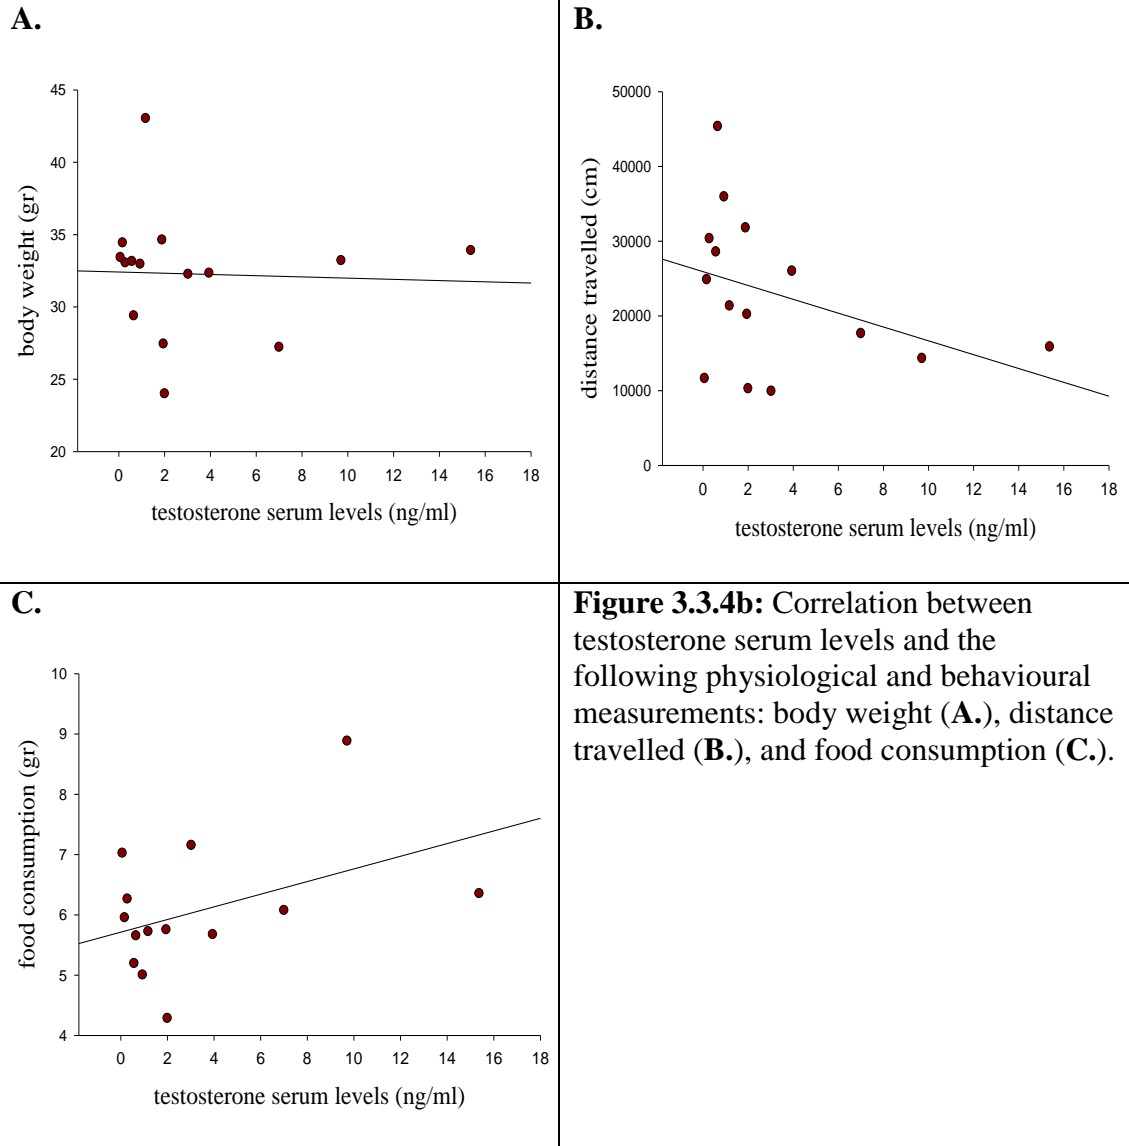 A.
45
40
35
30
25
20
body weight (gr)
0 2 4 6 8 10 12 14 16 18
testosterone serum levels (ng/ml)
B.
50000
40000
30000
20000
10000
0
distance travelled (cm)
0 2 4 6 8 10 12 14 16 18
testosterone serum levels (ng/ml)
C.
10
9
8
7
6
5
4
food consumption (gr)
0 2 4 6 8 10 12 14 16 18
testosterone serum levels (ng/ml)
Figure 3.3.4b: Correlation between
testosterone serum levels and the
following physiological and behavioural
measurements: body weight (A.), distance
travelled (B.), and food consumption (C.).